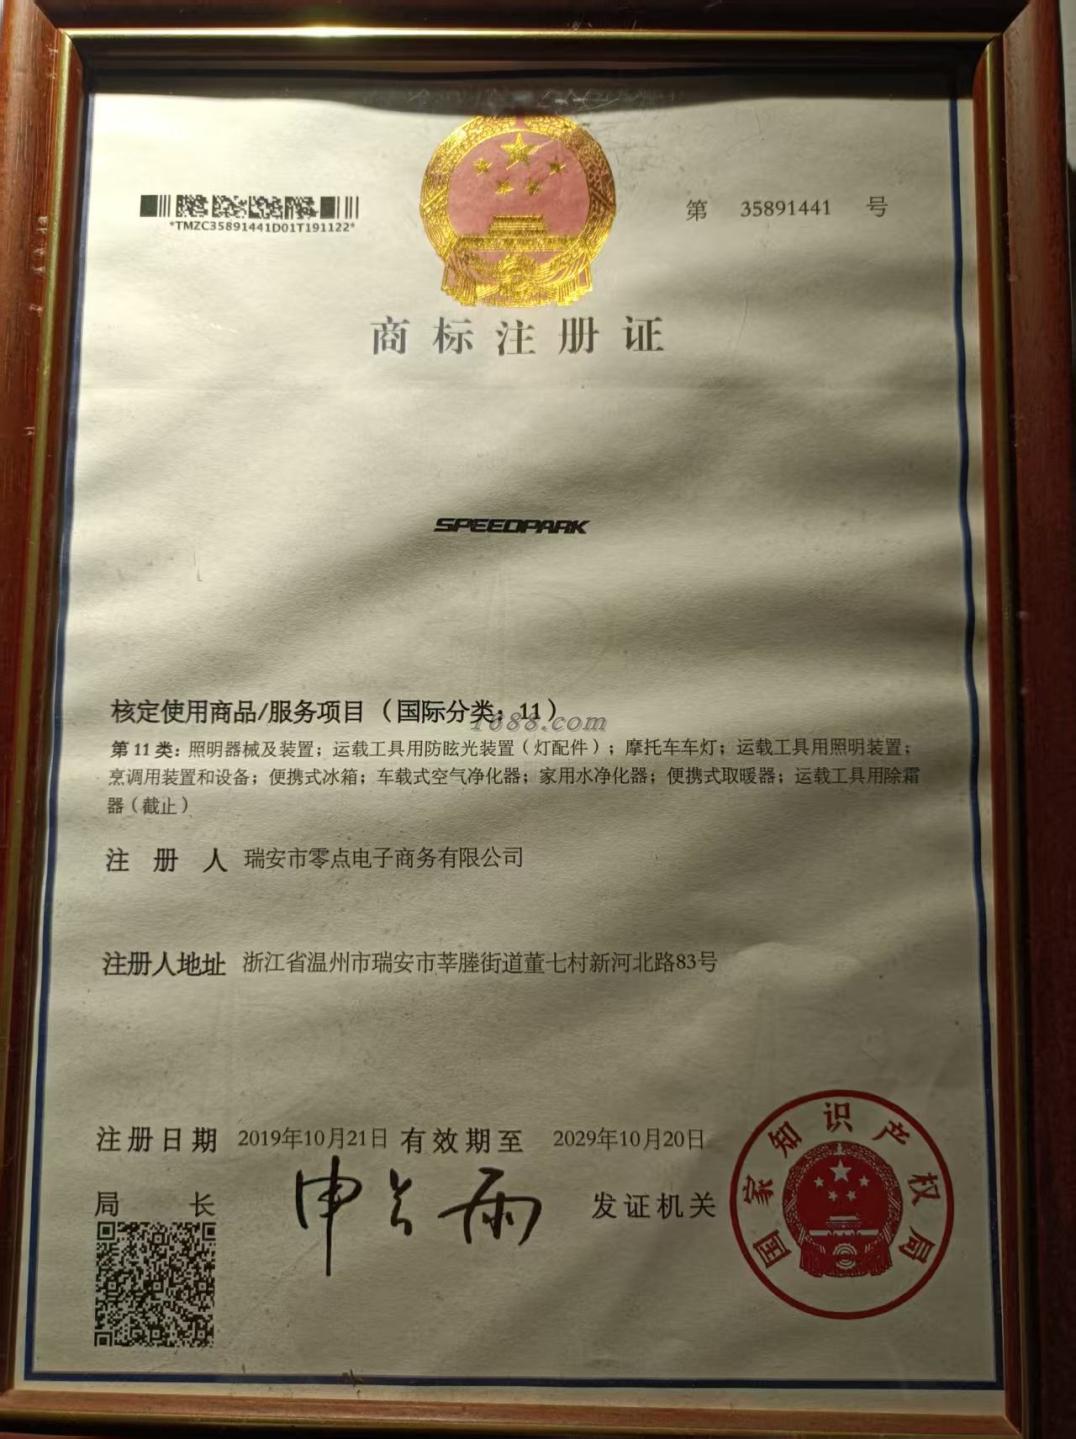 第 35891441 号
*TMZC35891441D01T191122*
商标注册证
SPEEDPARK
核定使用商品/服务项目（国际分类：11）
1688.com
第 11 类：照明器械及装置；运载工具用防眩光装置（灯配件）；摩托车车灯；运载工具用照明装置；
烹调用装置和设备；便携式冰箱；车载式空气净化器；家用水净化器；便携式取暖器；运载工具用除霜
器（截止）
注 册 人 瑞安市零点电子商务有限公司
注册人地址 浙江省温州市瑞安市莘塍街道董七村新河北路83号
注册日期 2019年10月21日 有效期至 2029年10月20日
局 长 申长雨 发证机关
国家知识产权局